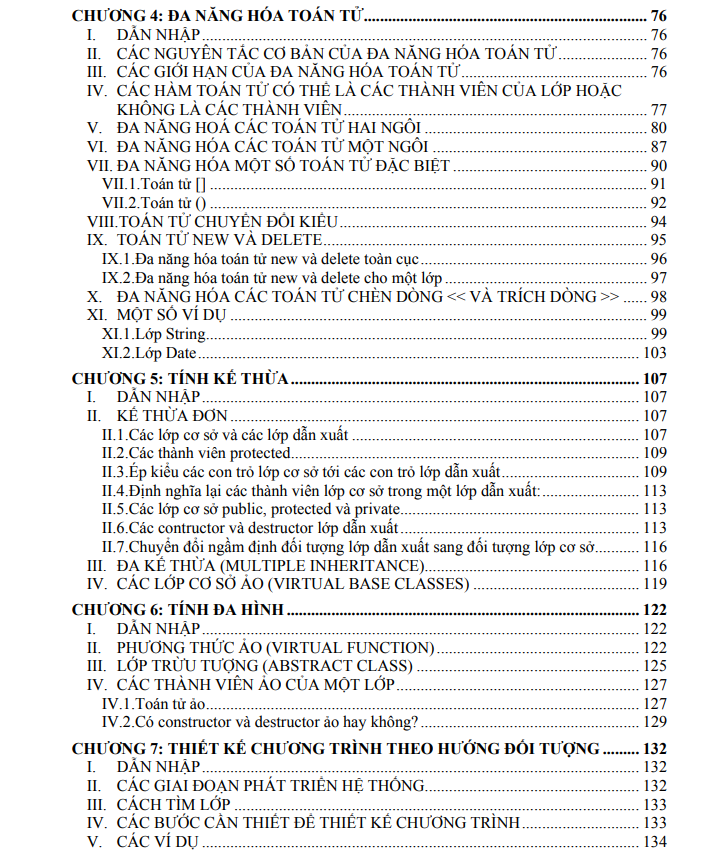 CHƯƠNG 4: ĐA NĂNG HÓA TOÁN TỬ........................................................................ 76
I. DẪN NHẬP................................................................................................................ 76
II. CÁC NGUYÊN TẮC CƠ BẢN CỦA ĐA NĂNG HÓA TOÁN TỬ...................... 76
III. CÁC GIỚI HẠN CỦA ĐA NĂNG HÓA TOÁN TỬ.............................................. 76
IV. CÁC HÀM TOÁN TỬ CÓ THỂ LÀ CÁC THÀNH VIÊN CỦA LỚP HOẶC
KHÔNG LÀ CÁC THÀNH VIÊN............................................................................ 77
V. ĐA NĂNG HOÁ CÁC TOÁN TỬ HAI NGÔI........................................................ 80
VI. ĐA NĂNG HÓA CÁC TOÁN TỬ MỘT NGÔI...................................................... 87
VII. ĐA NĂNG HÓA MỘT SỐ TOÁN TỬ ĐẶC BIỆT................................................. 90
VII.1.Toán tử []............................................................................................................. 91
VII.2.Toán tử ()............................................................................................................. 92
VIII.TOÁN TỬ CHUYỂN ĐỔI KIỂU............................................................................. 94
IX. TOÁN TỬ NEW VÀ DELETE................................................................................. 95
IX.1.Đa năng hóa toán tử new và delete toàn cục........................................................ 96
IX.2.Đa năng hóa toán tử new và delete cho một lớp.................................................. 97
X. ĐA NĂNG HÓA CÁC TOÁN TỬ CHÈN DÒNG << VÀ TRÍCH DÒNG >> ...... 98
XI. MỘT SỐ VÍ DỤ........................................................................................................ 99
XI.1.Lớp String............................................................................................................. 99
XI.2.Lớp Date............................................................................................................... 103
CHƯƠNG 5: TÍNH KẾ THỪA........................................................................................ 107
I. DẪN NHẬP................................................................................................................ 107
II. KẾ THỪA ĐƠN......................................................................................................... 107
II.1.Các lớp cơ sở và các lớp dẫn xuất........................................................................ 107
II.2.Các thành viên protected....................................................................................... 109
II.3.Ép kiểu các con trỏ lớp cơ sở tới các con trỏ lớp dẫn xuất................................... 109
II.4.Định nghĩa lại các thành viên lớp cơ sở trong một lớp dẫn xuất:......................... 113
II.5.Các lớp cơ sở public, protected và private............................................................ 113
II.6.Các contructor và destructor lớp dẫn xuất............................................................ 113
II.7.Chuyển đổi ngầm định đối tượng lớp dẫn xuất sang đối tượng lớp cơ sở........... 116
III. ĐA KẾ THỪA (MULTIPLE INHERITANCE)....................................................... 116
IV. CÁC LỚP CƠ SỞ ẢO (VIRTUAL BASE CLASSES)........................................... 119
CHƯƠNG 6: TÍNH ĐA HÌNH......................................................................................... 122
I. DẪN NHẬP................................................................................................................ 122
II. PHƯƠNG THỨC ẢO (VIRTUAL FUNCTION)..................................................... 122
III. LỚP TRỪU TƯỢNG (ABSTRACT CLASS).......................................................... 125
IV. CÁC THÀNH VIÊN ẢO CỦA MỘT LỚP.............................................................. 127
IV.1.Toán tử ảo............................................................................................................. 127
IV.2.Có constructor và destructor ảo hay không?........................................................ 129
CHƯƠNG 7: THIẾT KẾ CHƯƠNG TRÌNH THEO HƯỚNG ĐỐI TƯỢNG ......... 132
I. DẪN NHẬP................................................................................................................ 132
II. CÁC GIAI ĐOẠN PHÁT TRIỂN HỆ THỐNG........................................................ 132
III. CÁCH TÌM LỚP....................................................................................................... 133
IV. CÁC BƯỚC CẦN THIẾT ĐỂ THIẾT KẾ CHƯƠNG TRÌNH................................ 133
V. CÁC VÍ DỤ............................................................................................................... 134